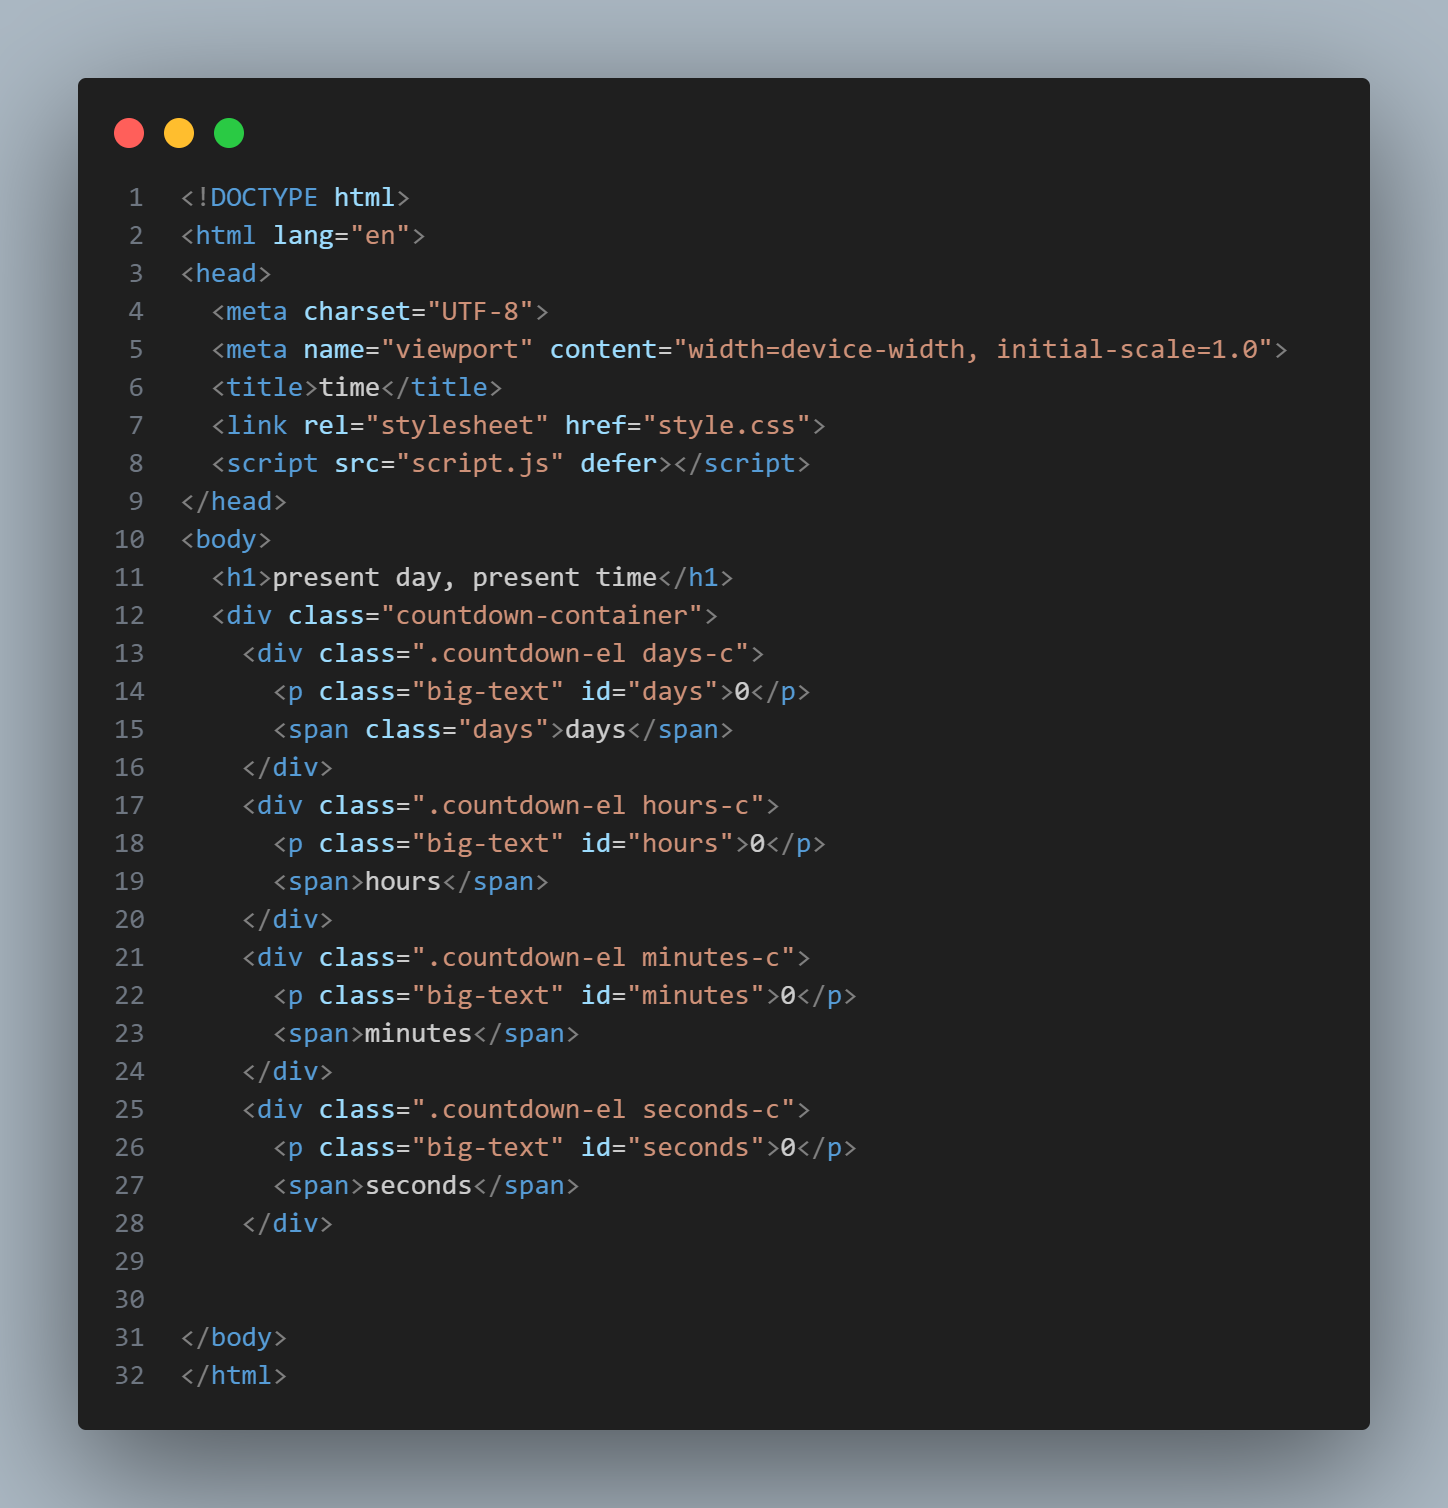 1 <!DOCTYPE html>
2 <html lang="en">
3 <head>
4   <meta charset="UTF-8">
5   <meta name="viewport" content="width=device-width, initial-scale=1.0">
6   <title>time</title>
7   <link rel="stylesheet" href="style.css">
8   <script src="script.js" defer></script>
9 </head>
10 <body>
11   <h1>present day, present time</h1>
12   <div class="countdown-container">
13     <div class=".countdown-el days-c">
14       <p class="big-text" id="days">0</p>
15       <span class="days">days</span>
16     </div>
17     <div class=".countdown-el hours-c">
18       <p class="big-text" id="hours">0</p>
19       <span>hours</span>
20     </div>
21     <div class=".countdown-el minutes-c">
22       <p class="big-text" id="minutes">0</p>
23       <span>minutes</span>
24     </div>
25     <div class=".countdown-el seconds-c">
26       <p class="big-text" id="seconds">0</p>
27       <span>seconds</span>
28     </div>
29
30
31 </body>
32 </html>